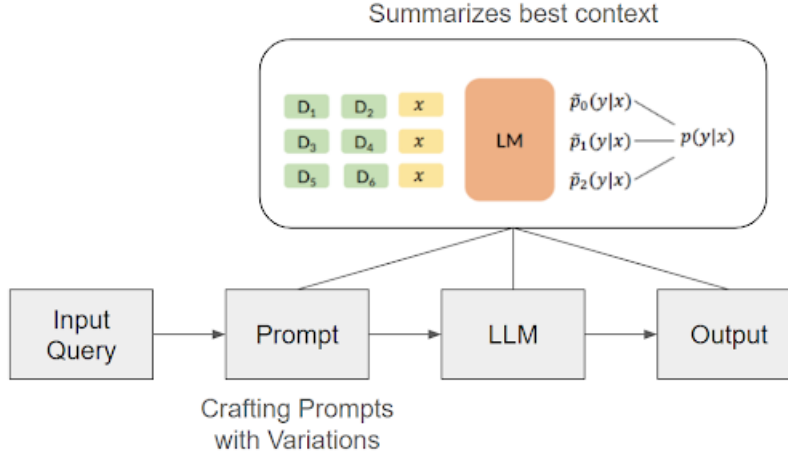 Summarizes best context
D₁ D₂ x
D₃ D₄ x
D₅ D₆ x
LM
p̃₀(y|x)
p̃₁(y|x)
p̃₂(y|x)
p(y|x)
Input
Query
Prompt
LLM
Output
Crafting Prompts
with Variations